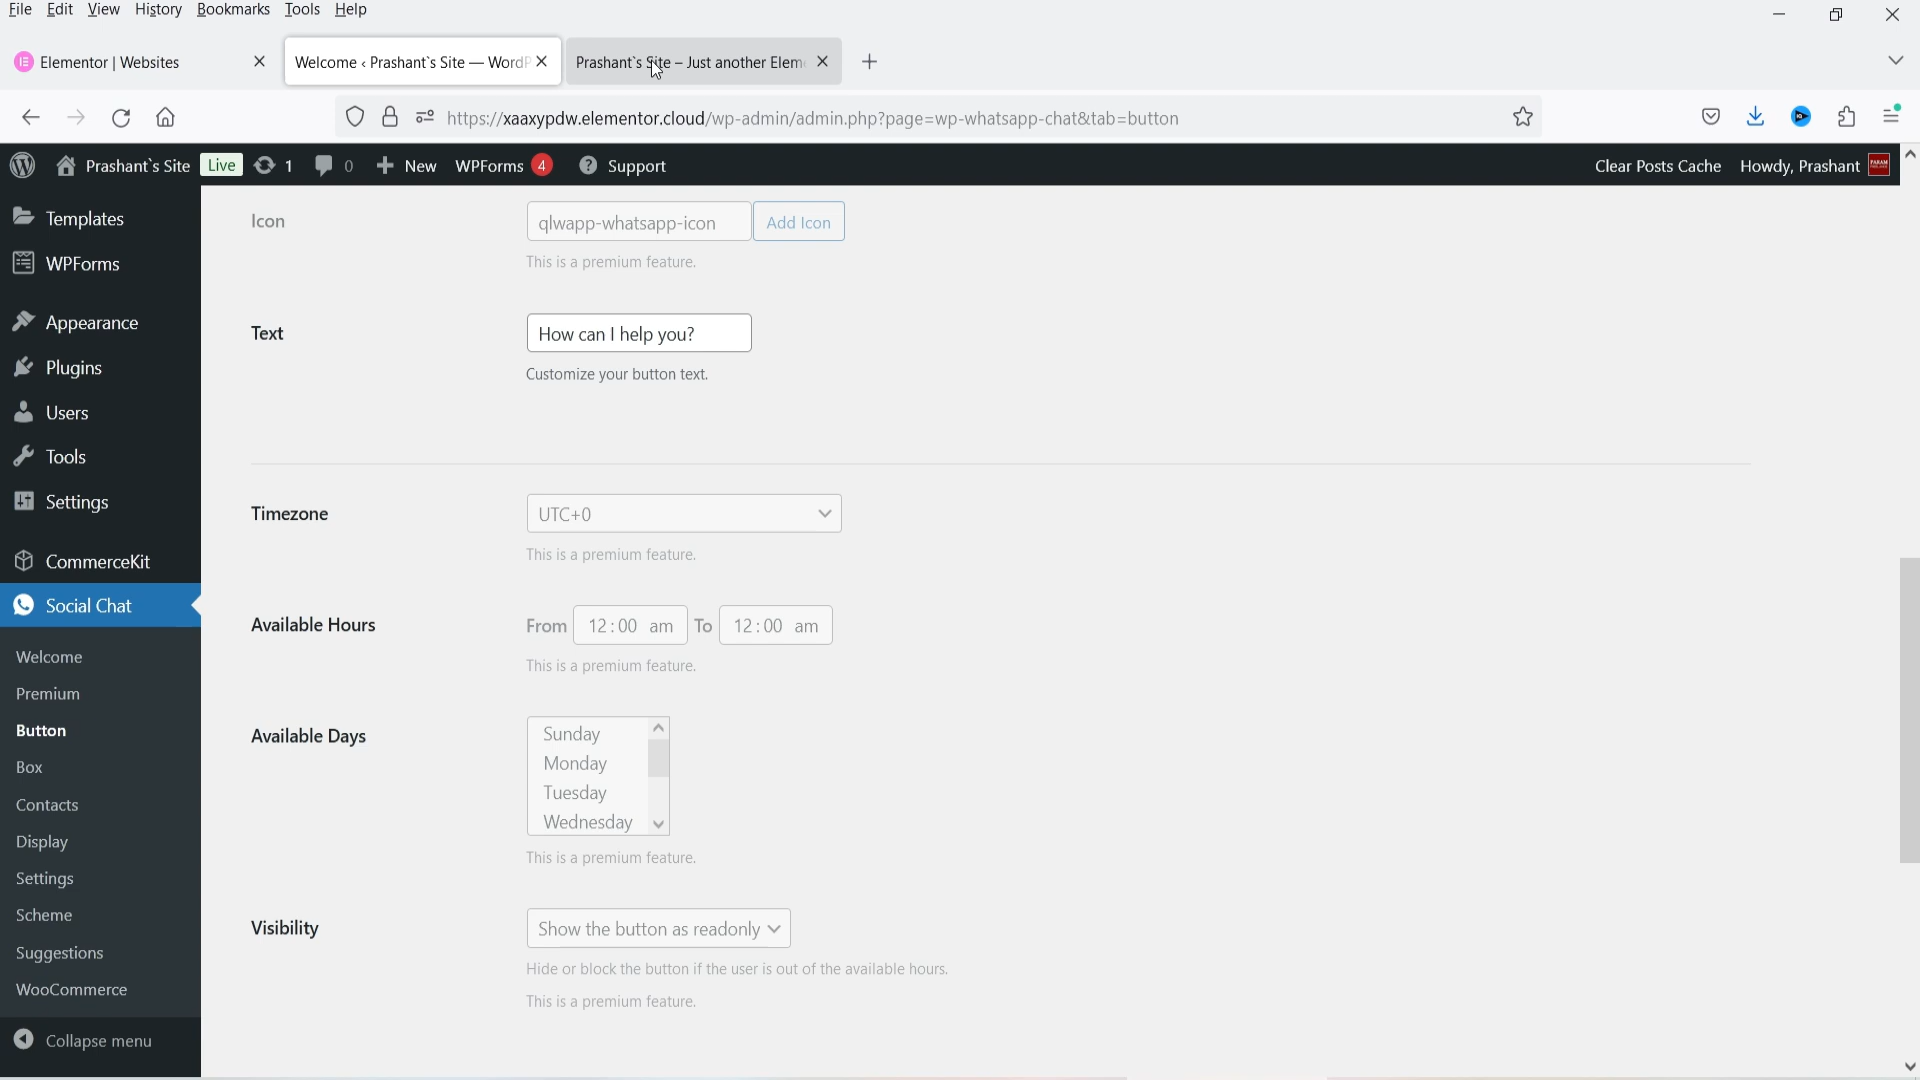 File Edit View History Bookmarks Tools Help
Elementor | Websites
Welcome ‹ Prashant`s Site — WordP
Prashant`s Site – Just another Elem
https://xaaxypdw.elementor.cloud/wp-admin/admin.php?page=wp-whatsapp-chat&tab=button
Prashant`s Site Live 1 0 New WPForms 4 Support Clear Posts Cache Howdy, Prashant
Templates
WPForms
Appearance
Plugins
Users
Tools
Settings
CommerceKit
Social Chat
Welcome
Premium
Button
Box
Contacts
Display
Settings
Scheme
Suggestions
WooCommerce
Collapse menu
Icon qlwapp-whatsapp-icon Add Icon
This is a premium feature.
Text How can I help you?
Customize your button text.
Timezone UTC+0
This is a premium feature.
Available Hours From 12:00 am To 12:00 am
This is a premium feature.
Available Days Sunday
Monday
Tuesday
Wednesday
This is a premium feature.
Visibility Show the button as readonly
Hide or block the button if the user is out of the available hours.
This is a premium feature.